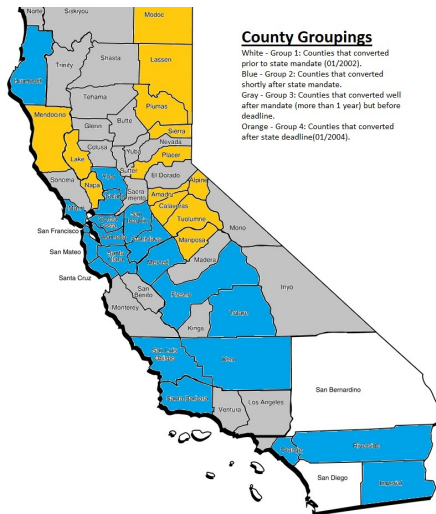 County Groupings
White - Group 1: Counties that converted
prior to state mandate (01/2002).
Blue - Group 2: Counties that converted
shortly after state mandate.
Gray - Group 3: Counties that converted well
after mandate (more than 1 year) but before
deadline.
Orange - Group 4: Counties that converted
after state deadline(01/2004).
Norte
Siskiyou
Modoc
Humboldt
Trinity
Shasta
Lassen
Tehama
Plumas
Mendocino
Glenn
Butte
Sierra
Nevada
Colusa
Yuba
Placer
Lake
Sutter
El Dorado
Sonoma
Napa
Yolo
Sacra
mento
Alpine
Amador
Calaveras
Tuolumne
Mono
San Francisco
Mariposa
San Mateo
Madera
Santa Cruz
Merced
San
Benito
Fresno
Inyo
Monterey
Kings
Tulare
San Luis
Obispo
Kern
San Bernardino
Santa Barbara
Ventura
Los Angeles
Orange
Riverside
San Diego
Imperial